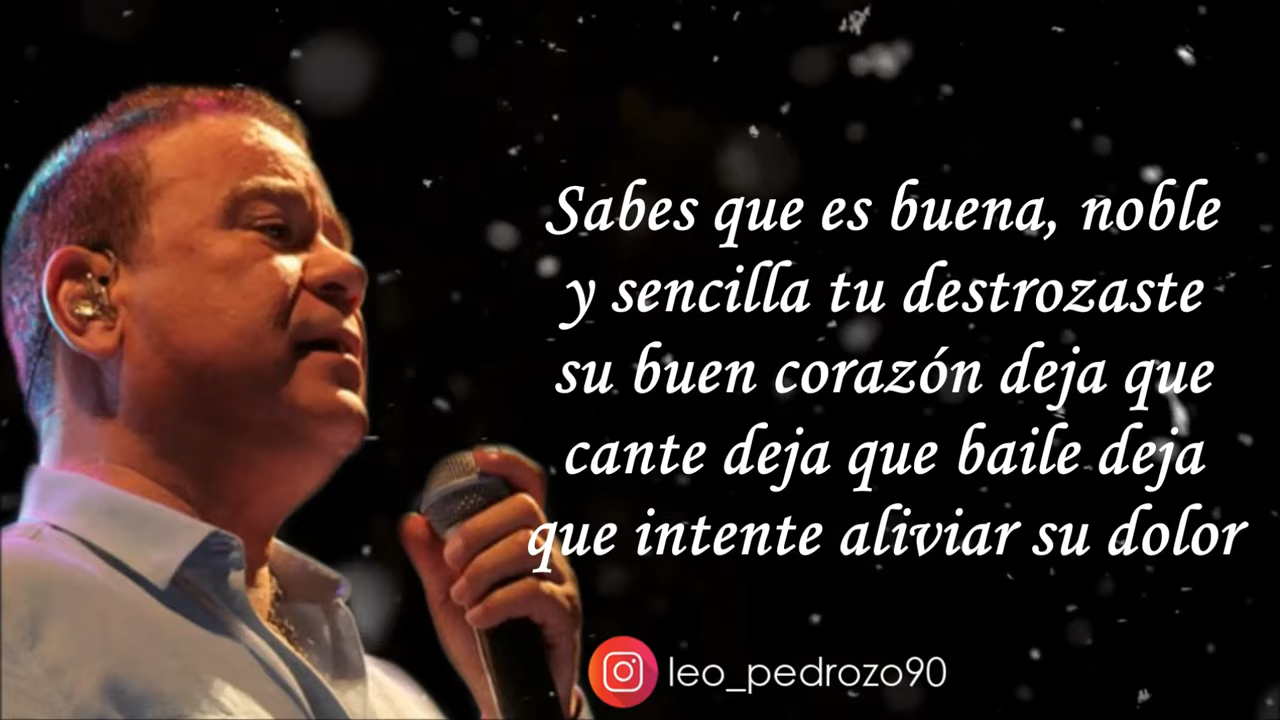 Sabes que es buena, noble
y sencilla tu destrozaste
su buen corazón deja que
cante deja que baile deja
que intente aliviar su dolor
leo_pedrozo90